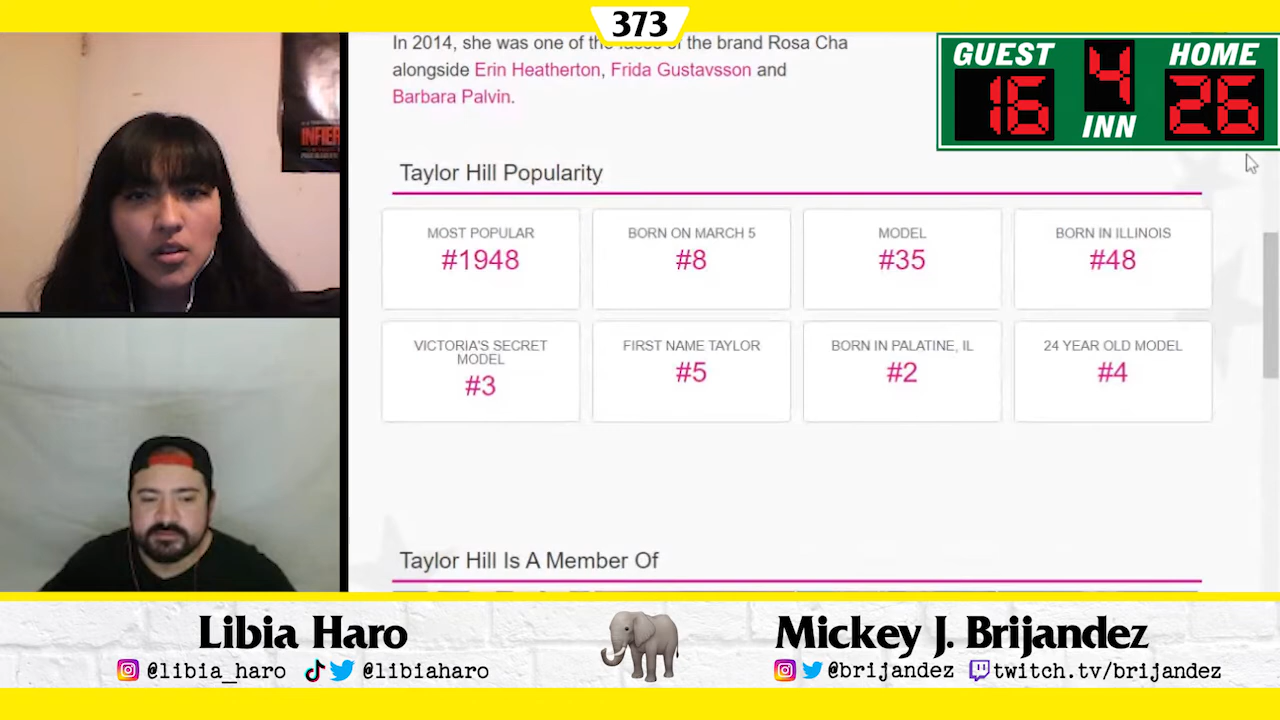 373
In 2014, she was one of the faces of the brand Rosa Cha
alongside Erin Heatherton, Frida Gustavsson and
Barbara Palvin.
GUEST
16
4
INN
HOME
26
INFIER
Taylor Hill Popularity
MOST POPULAR
#1948
BORN ON MARCH 5
#8
MODEL
#35
BORN IN ILLINOIS
#48
VICTORIA'S SECRET
MODEL
#3
FIRST NAME TAYLOR
#5
BORN IN PALATINE, IL
#2
24 YEAR OLD MODEL
#4
Taylor Hill Is A Member Of
Libia Haro
@libia_haro
@libiaharo
Mickey J. Brijandez
@brijandez
twitch.tv/brijandez